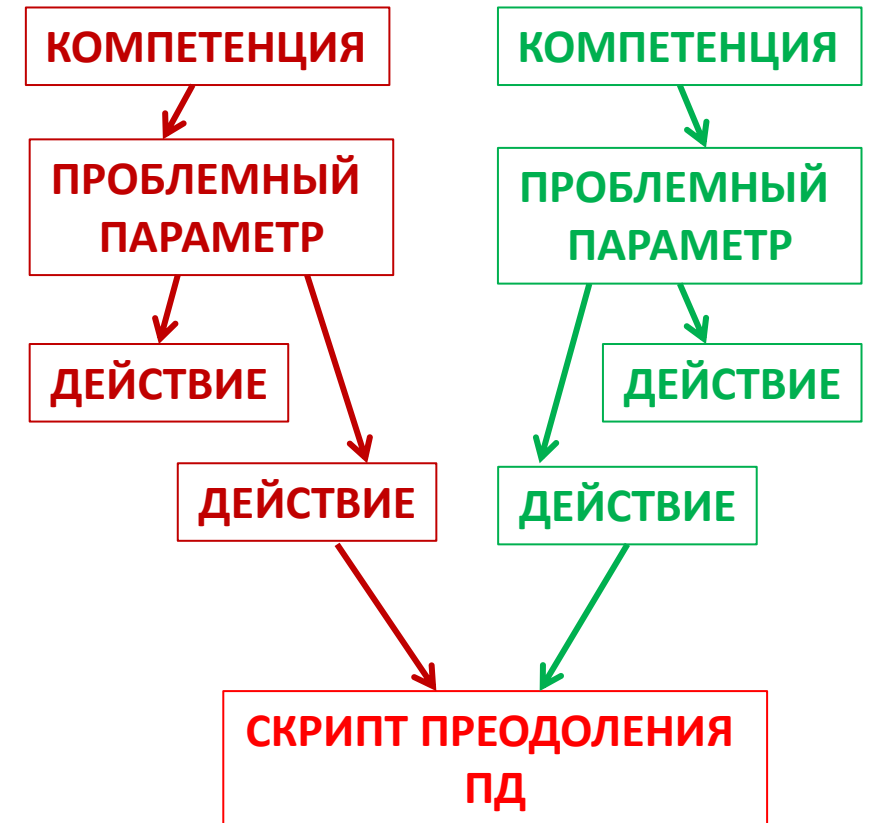 КОМПЕТЕНЦИЯ
КОМПЕТЕНЦИЯ
ПРОБЛЕМНЫЙ
ПАРАМЕТР
ПРОБЛЕМНЫЙ
ПАРАМЕТР
ДЕЙСТВИЕ
ДЕЙСТВИЕ
ДЕЙСТВИЕ
ДЕЙСТВИЕ
СКРИПТ ПРЕОДОЛЕНИЯ
ПД